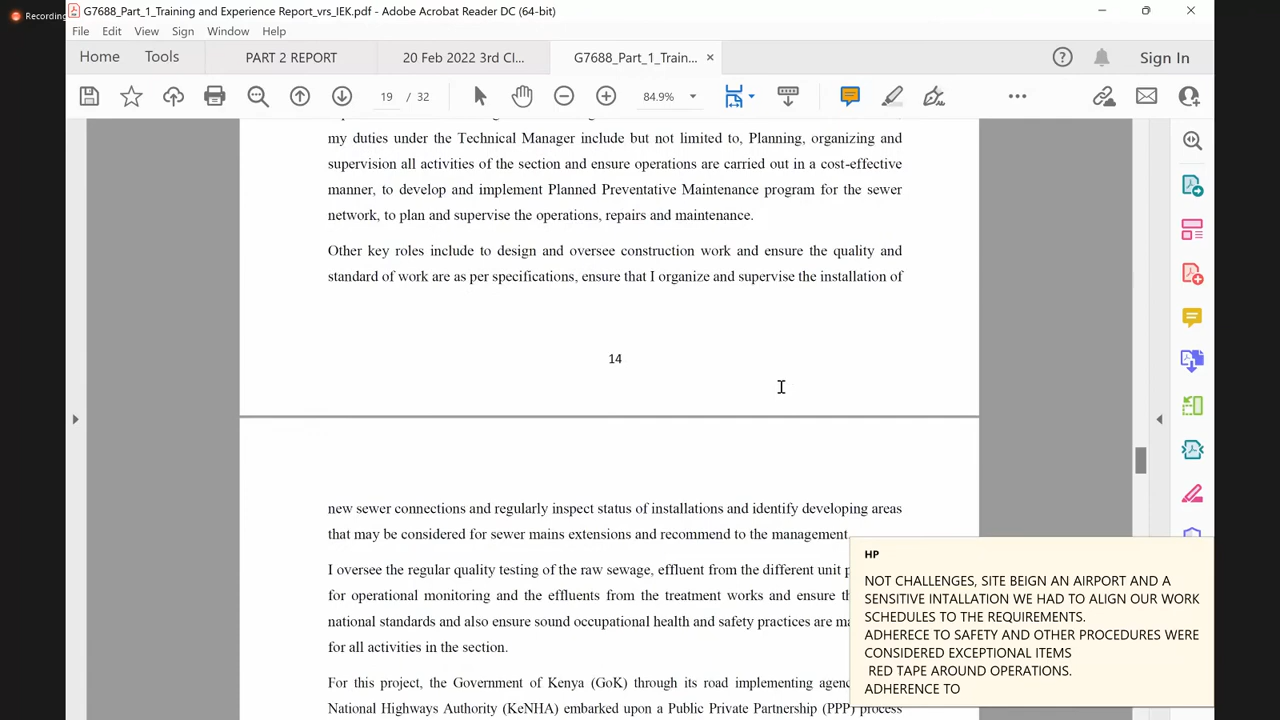 Recording
G7688_Part_1_Training and Experience Report_vrs_IEK.pdf - Adobe Acrobat Reader DC (64-bit)
File Edit View Sign Window Help
Home Tools PART 2 REPORT 20 Feb 2022 3rd Cl... G7688_Part_1_Train... × Sign In
19 / 32 84.9%
my duties under the Technical Manager include but not limited to, Planning, organizing and
supervision all activities of the section and ensure operations are carried out in a cost-effective
manner, to develop and implement Planned Preventative Maintenance program for the sewer
network, to plan and supervise the operations, repairs and maintenance.
Other key roles include to design and oversee construction work and ensure the quality and
standard of work are as per specifications, ensure that I organize and supervise the installation of
14
new sewer connections and regularly inspect status of installations and identify developing areas
that may be considered for sewer mains extensions and recommend to the management.
I oversee the regular quality testing of the raw sewage, effluent from the different unit
for operational monitoring and the effluents from the treatment works and ensure
national standards and also ensure sound occupational health and safety practices are
for all activities in the section.
For this project, the Government of Kenya (GoK) through its road implementing
National Highways Authority (KeNHA) embarked upon a Public Private Partnership (PPP) process
HP
NOT CHALLENGES, SITE BEIGN AN AIRPORT AND A
SENSITIVE INTALLATION WE HAD TO ALIGN OUR WORK
SCHEDULES TO THE REQUIREMENTS.
ADHERECE TO SAFETY AND OTHER PROCEDURES WERE
CONSIDERED EXCEPTIONAL ITEMS
RED TAPE AROUND OPERATIONS.
ADHERENCE TO